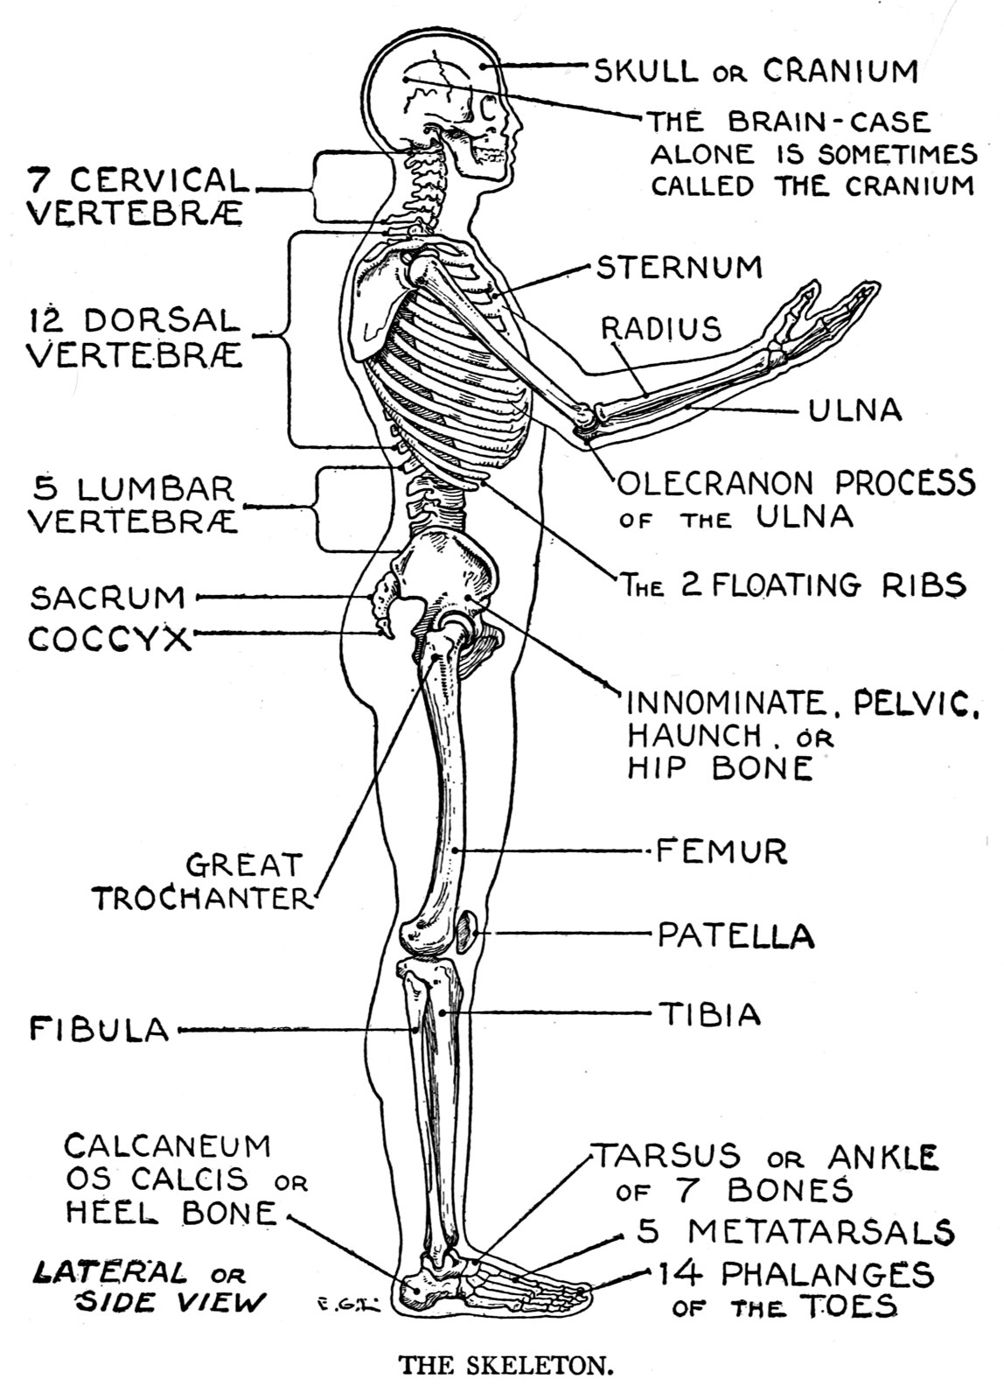 SKULL OR CRANIUM
THE BRAIN-CASE
ALONE IS SOMETIMES
CALLED THE CRANIUM
7 CERVICAL
VERTEBRÆ
STERNUM
12 DORSAL
VERTEBRÆ
RADIUS
ULNA
5 LUMBAR
VERTEBRÆ
OLECRANON PROCESS
OF THE ULNA
THE 2 FLOATING RIBS
SACRUM
COCCYX
INNOMINATE, PELVIC,
HAUNCH, OR
HIP BONE
GREAT
TROCHANTER
FEMUR
PATELLA
FIBULA
TIBIA
CALCANEUM
OS CALCIS OR
HEEL BONE
TARSUS OR ANKLE
OF 7 BONES
5 METATARSALS
14 PHALANGES
OF THE TOES
LATERAL OR
SIDE VIEW
THE SKELETON.